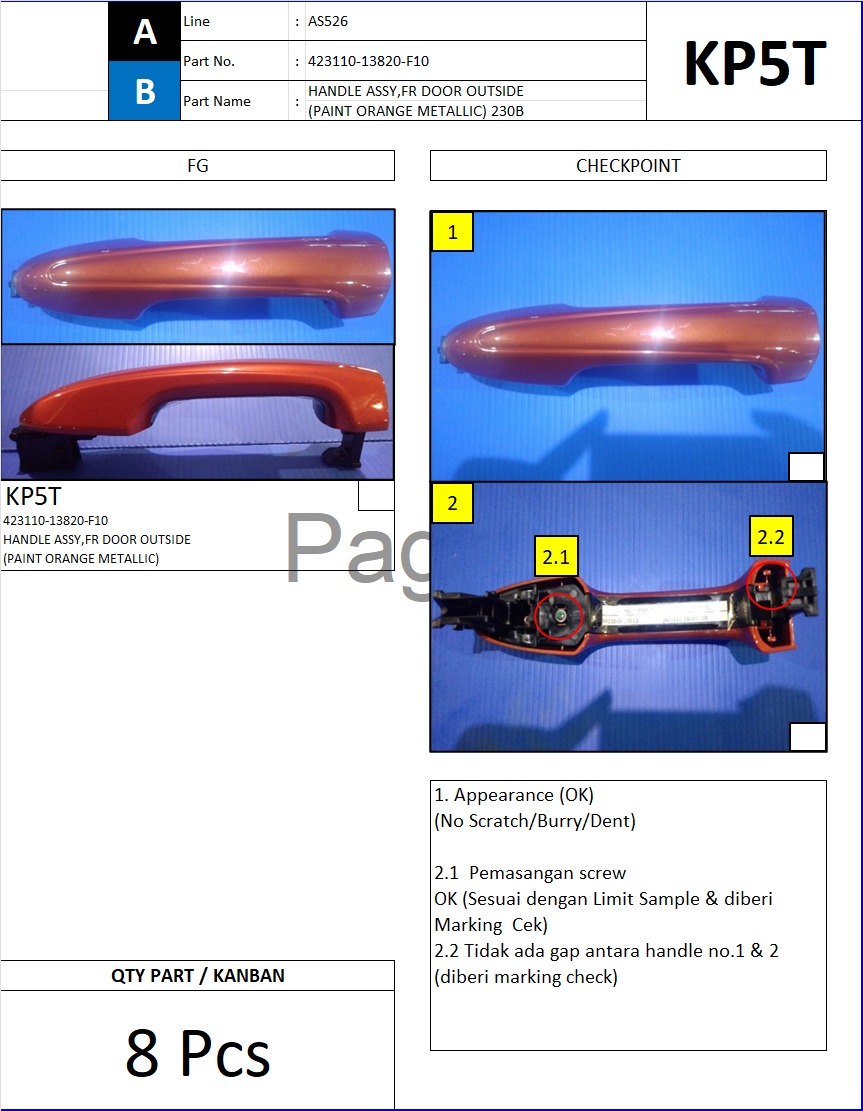 A
B
Line : AS526
Part No. : 423110-13820-F10
Part Name : HANDLE ASSY,FR DOOR OUTSIDE
(PAINT ORANGE METALLIC) 230B
KP5T
FG
CHECKPOINT
1
KP5T
423110-13820-F10
HANDLE ASSY,FR DOOR OUTSIDE
(PAINT ORANGE METALLIC)
Pag
2
2.1
2.2
1. Appearance (OK)
(No Scratch/Burry/Dent)
2.1 Pemasangan screw
OK (Sesuai dengan Limit Sample & diberi
Marking Cek)
2.2 Tidak ada gap antara handle no.1 & 2
(diberi marking check)
QTY PART / KANBAN
8 Pcs